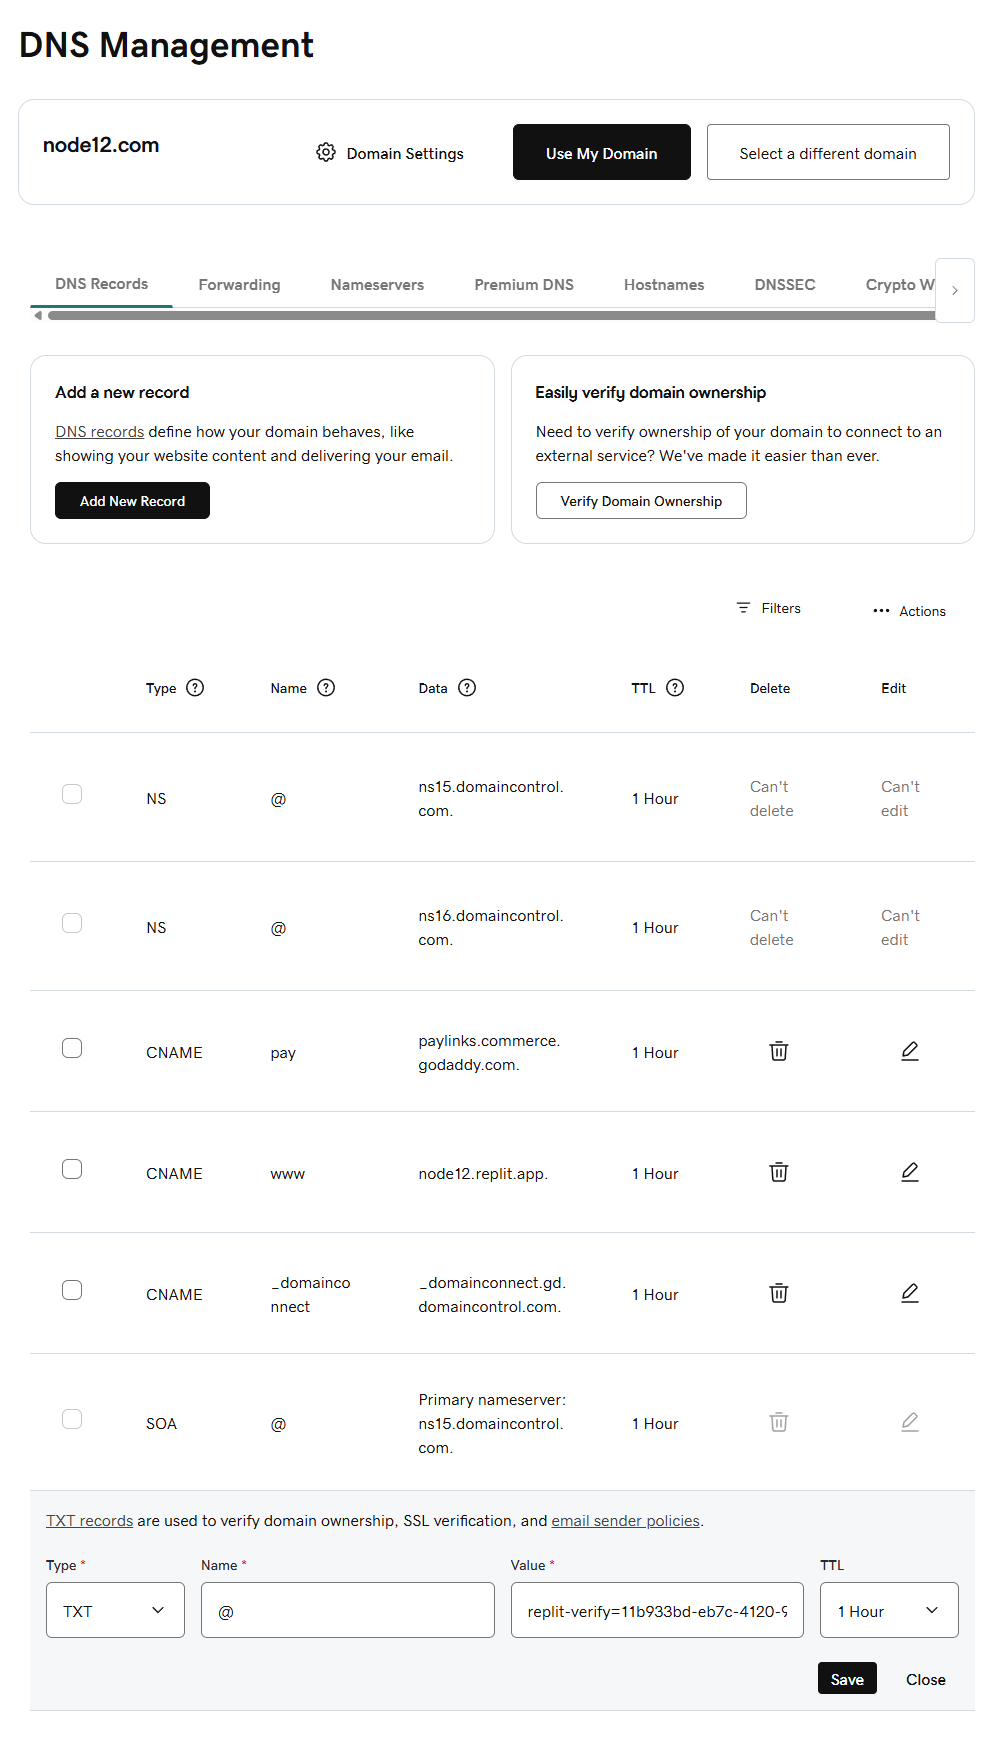 DNS Management
node12.com
Domain Settings
Use My Domain
Select a different domain
DNS Records
Forwarding
Nameservers
Premium DNS
Hostnames
DNSSEC
Crypto W
Add a new record
DNS records define how your domain behaves, like
showing your website content and delivering your email.
Add New Record
Easily verify domain ownership
Need to verify ownership of your domain to connect to an
external service? We've made it easier than ever.
Verify Domain Ownership
Filters
Actions
Type ? Name ? Data ? TTL ? Delete Edit
NS @ ns15.domaincontrol. 1 Hour Can't Can't
com. delete edit
NS @ ns16.domaincontrol. 1 Hour Can't Can't
com. delete edit
CNAME pay paylinks.commerce. 1 Hour
godaddy.com.
CNAME www node12.replit.app. 1 Hour
CNAME _domainco _domainconnect.gd. 1 Hour
nnect domaincontrol.com.
Primary nameserver:
SOA @ ns15.domaincontrol. 1 Hour
com.
TXT records are used to verify domain ownership, SSL verification, and email sender policies.
Type * Name * Value * TTL
TXT @ replit-verify=11b933bd-eb7c-4120-9 1 Hour
Save Close